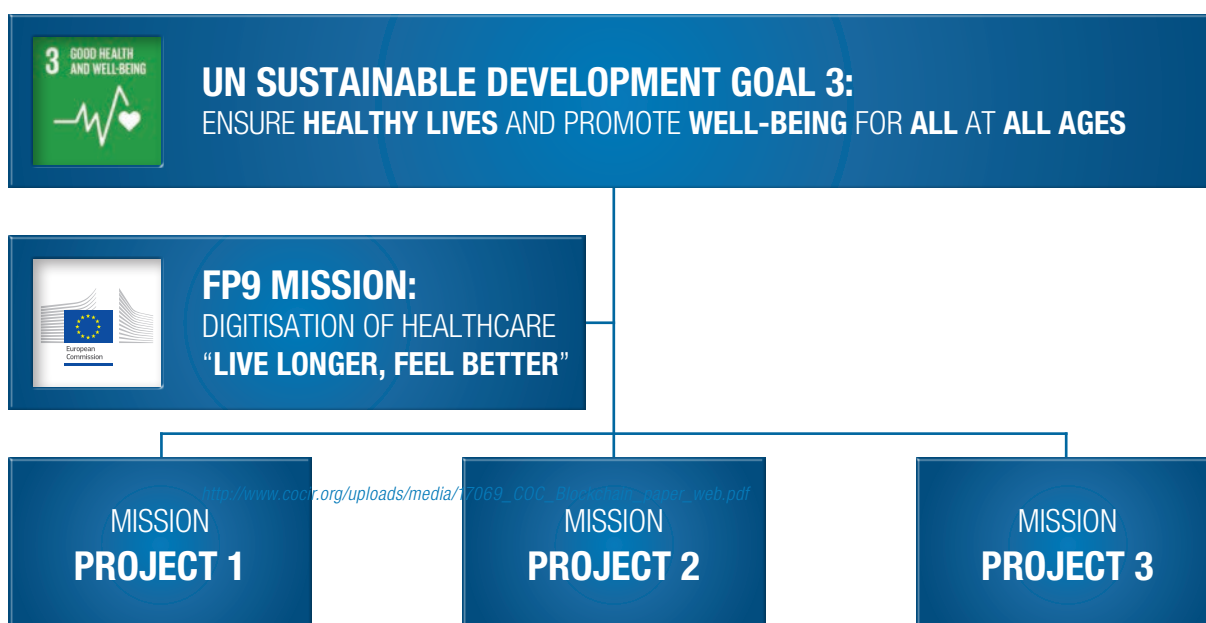 3 GOOD HEALTH
AND WELL-BEING
UN SUSTAINABLE DEVELOPMENT GOAL 3:
ENSURE HEALTHY LIVES AND PROMOTE WELL-BEING FOR ALL AT ALL AGES
European
Commission
FP9 MISSION:
DIGITISATION OF HEALTHCARE
“LIVE LONGER, FEEL BETTER”
http://www.cocir.org/uploads/media/17069_COC_Blockchain_paper_web.pdf
MISSION
PROJECT 1
MISSION
PROJECT 2
MISSION
PROJECT 3